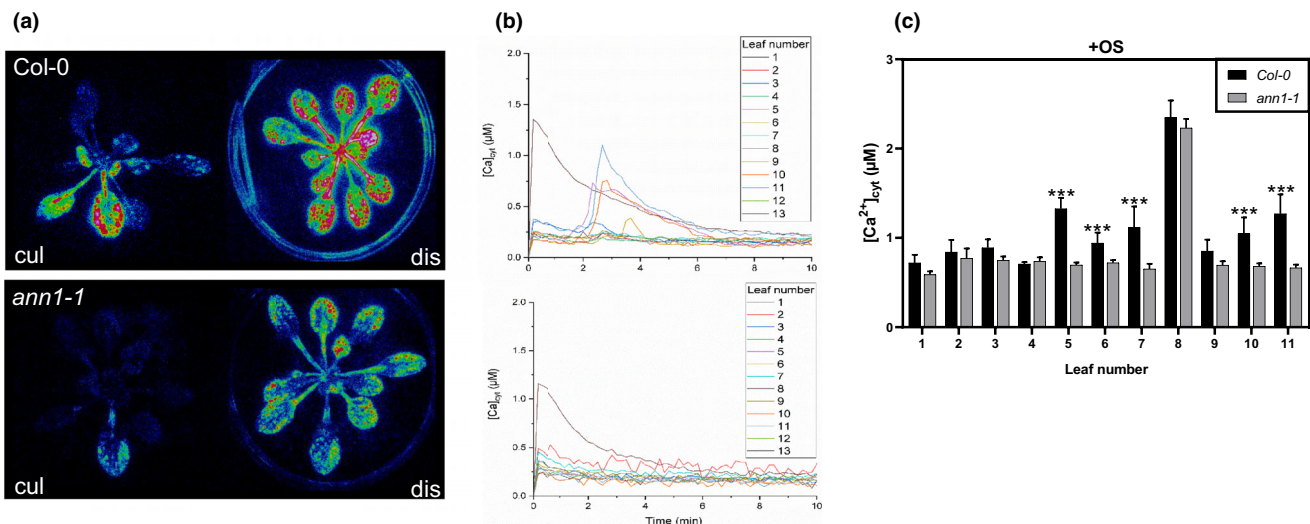 (a)
Col-0
cul
dis
ann1-1
cul
dis
(b)
2.0
1.5
1.0
0.5
0.0
[Ca]cyt (µM)
0
2
4
6
8
10
Leaf number
1
2
3
4
5
6
7
8
9
10
11
12
13
2.0
1.5
1.0
0.5
0.0
[Ca]cyt (µM)
0
2
4
6
8
10
Time (min)
Leaf number
1
2
3
4
5
6
7
8
9
10
11
12
13
(c)
+OS
Col-0
ann1-1
3
2
1
0
[Ca2+]cyt (µM)
***
***
***
***
***
1 2 3 4 5 6 7 8 9 10 11
Leaf number